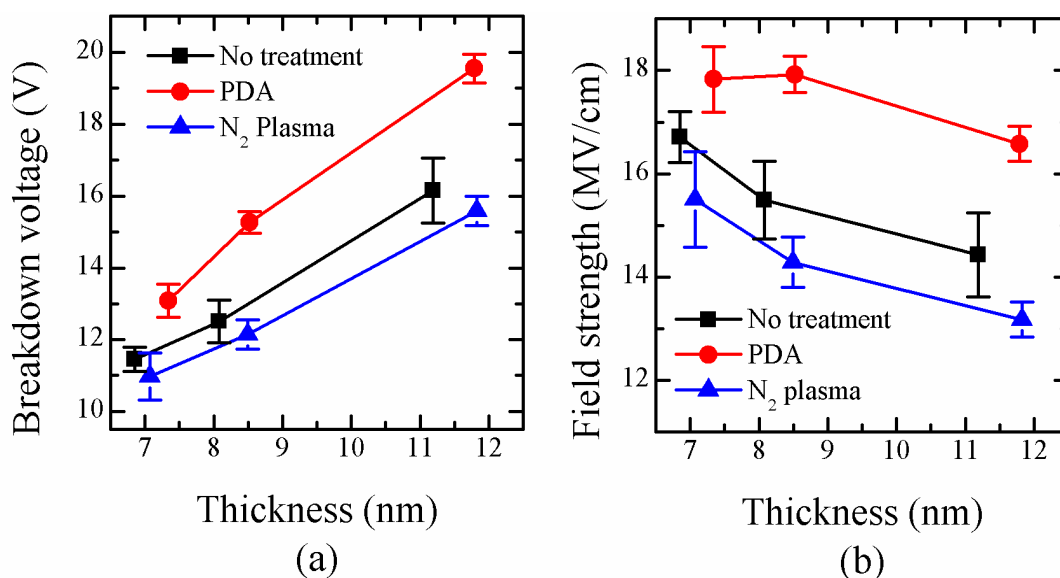 Breakdown voltage (V)
20
18
16
14
12
10
No treatment
PDA
N₂ Plasma
7 8 9 10 11 12
Thickness (nm)
(a)
Field strength (MV/cm)
18
16
14
12
No treatment
PDA
N₂ plasma
7 8 9 10 11 12
Thickness (nm)
(b)